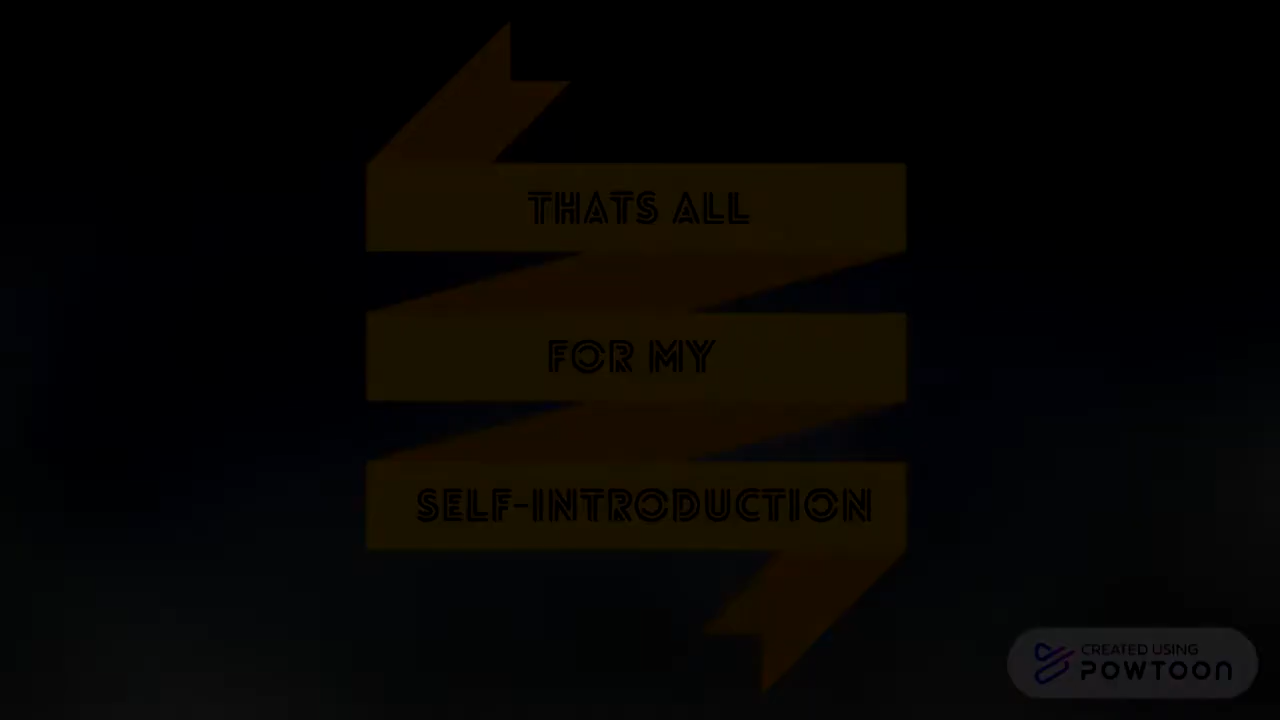 THATS ALL
FOR MY
SELF-INTRODUCTION
CREATED USING
POWTOON